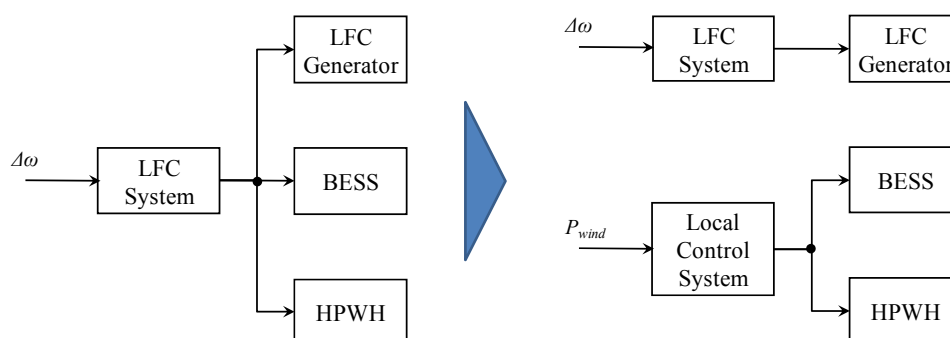 Δω
LFC
System
LFC
Generator
BESS
HPWH
Δω
LFC
System
LFC
Generator
P_wind
Local
Control
System
BESS
HPWH